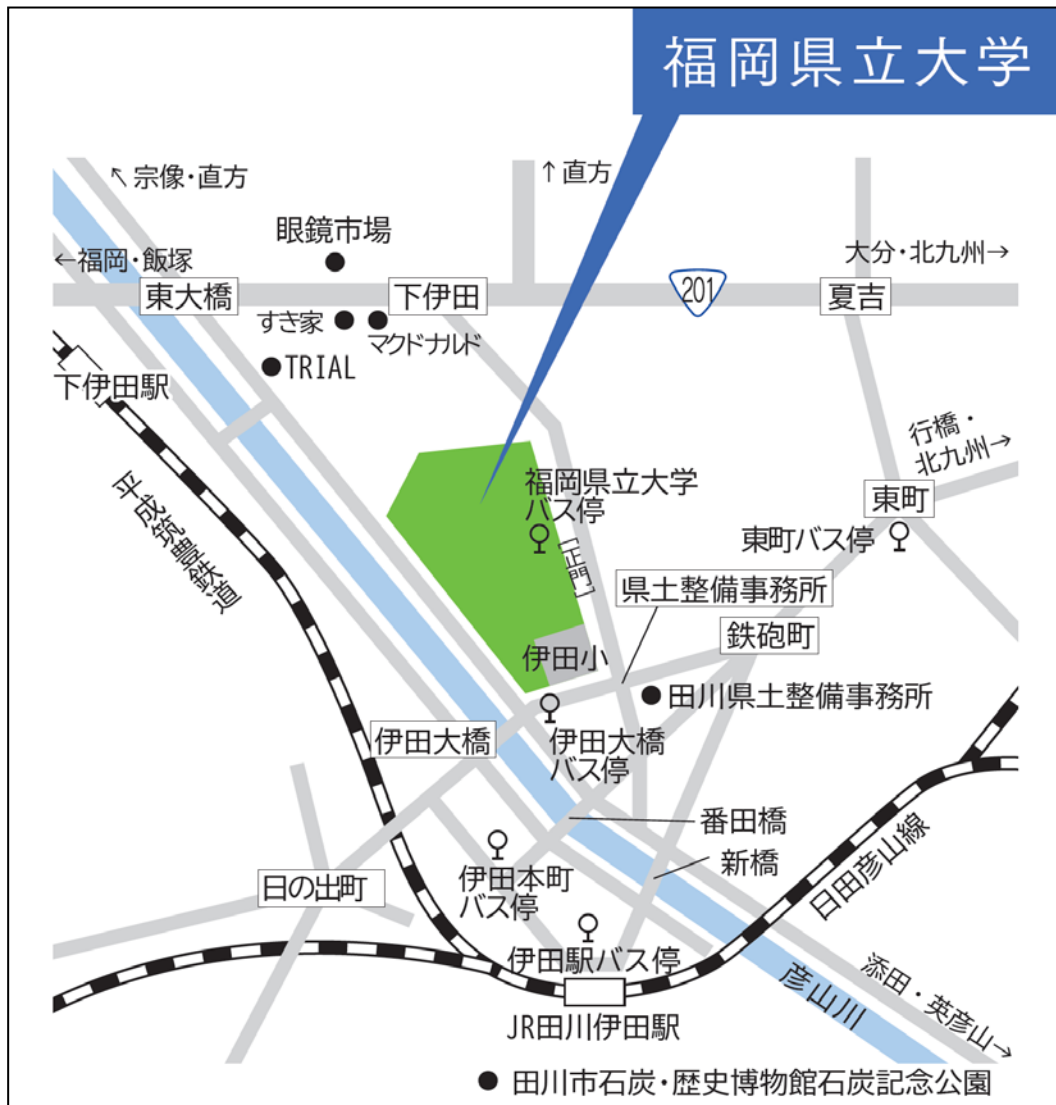 福岡県立大学
↖宗像・直方
↑直方
眼鏡市場
←福岡・飯塚
大分・北九州→
東大橋
下伊田
201
夏吉
すき家
マクドナルド
TRIAL
下伊田駅
行橋・
北九州→
福岡県立大学
バス停
東町
平成筑豊鉄道
[正門]
東町バス停
県土整備事務所
鉄砲町
伊田小
田川県土整備事務所
伊田大橋
伊田大橋
バス停
番田橋
新橋
日の出町
伊田本町
バス停
日田彦山線
伊田駅バス停
彦山川
添田・英彦山→
JR田川伊田駅
田川市石炭・歴史博物館石炭記念公園